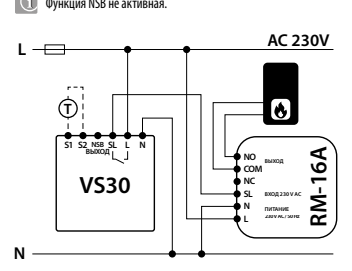 Функция NSB не активная.
AC 230V
L
T
S1 S2 NSB SL L N
ВЫХОД
VS30
NO ВЫХОД
COM
NC
SL ВХОД 230 V AC
N ПИТАНИЕ
L 230 V AC / 50 Hz
RM-16A
N